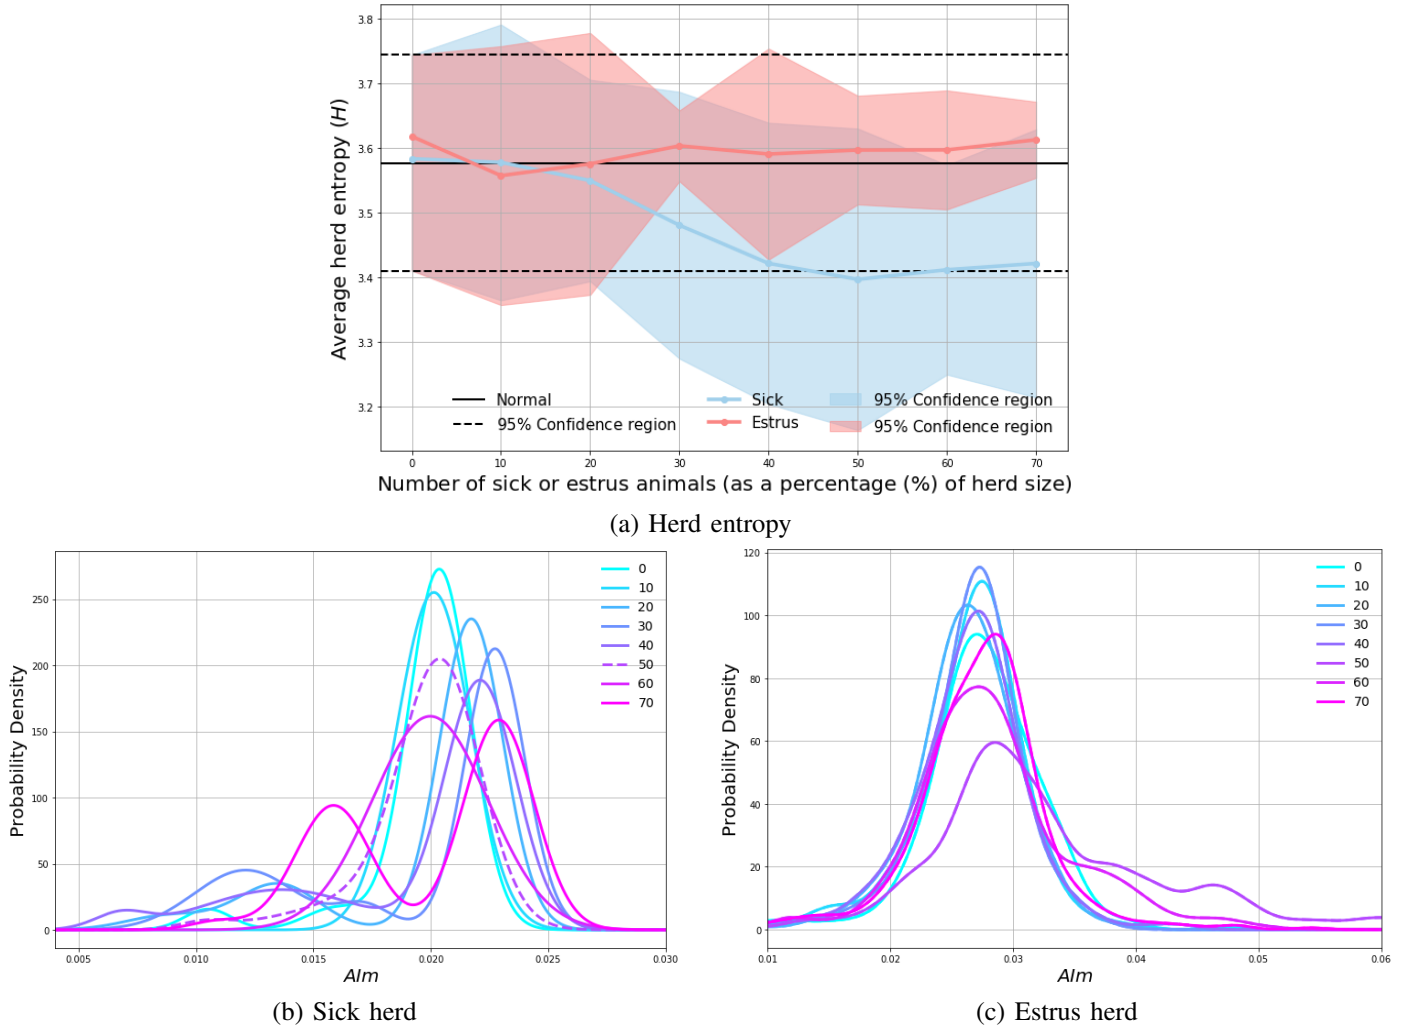 3.8
3.7
3.6
3.5
3.4
3.3
3.2
Average herd entropy (H)
Normal
95% Confidence region
Sick
Estrus
95% Confidence region
95% Confidence region
0 10 20 30 40 50 60 70
Number of sick or estrus animals (as a percentage (%) of herd size)
(a) Herd entropy
250
200
150
100
50
0
Probability Density
0
10
20
30
40
50
60
70
0.005 0.010 0.015 0.020 0.025 0.030
AIm
(b) Sick herd
120
100
80
60
40
20
0
Probability Density
0
10
20
30
40
50
60
70
0.01 0.02 0.03 0.04 0.05 0.06
AIm
(c) Estrus herd